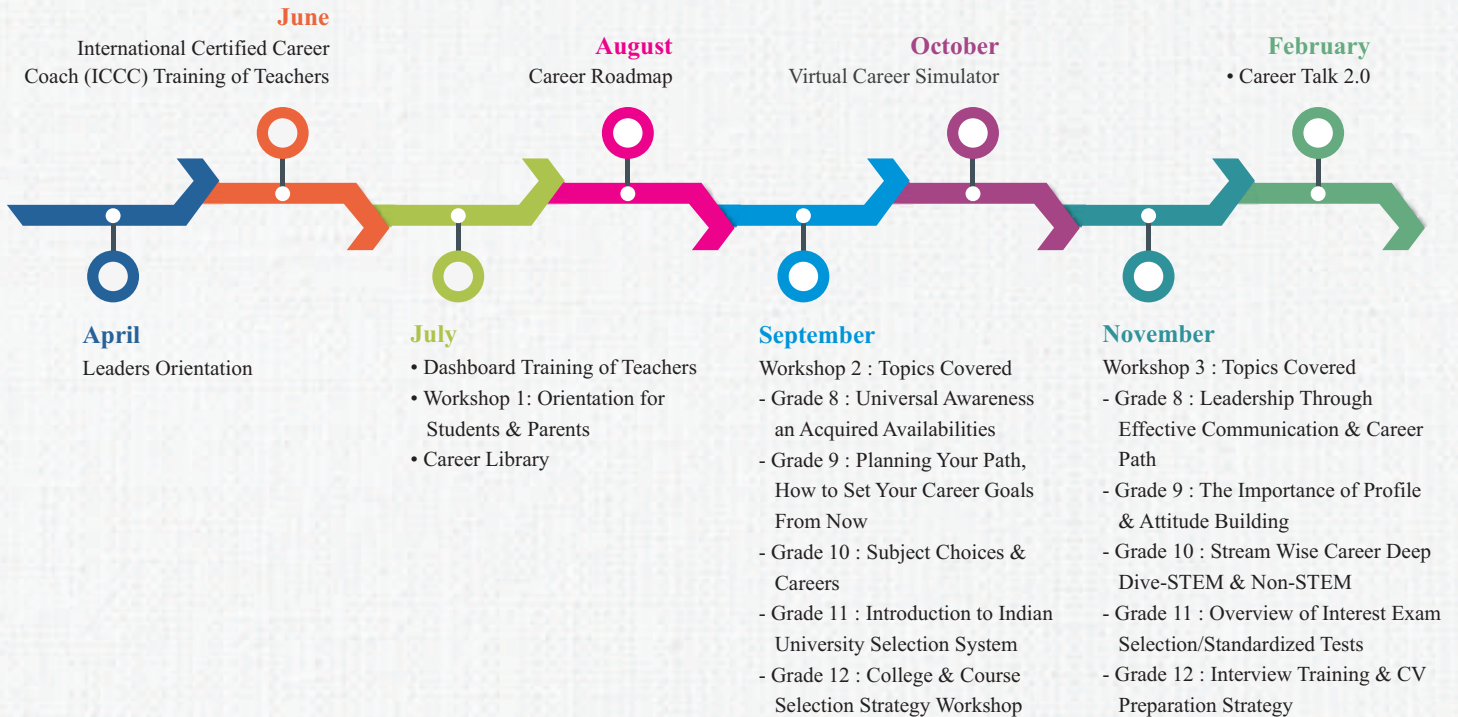 June
International Certified Career
Coach (ICCC) Training of Teachers
August
Career Roadmap
October
Virtual Career Simulator
February
• Career Talk 2.0
April
Leaders Orientation
July
• Dashboard Training of Teachers
• Workshop 1: Orientation for
Students & Parents
• Career Library
September
Workshop 2 : Topics Covered
- Grade 8 : Universal Awareness
an Acquired Availabilities
- Grade 9 : Planning Your Path,
How to Set Your Career Goals
From Now
- Grade 10 : Subject Choices &
Careers
- Grade 11 : Introduction to Indian
University Selection System
- Grade 12 : College & Course
Selection Strategy Workshop
November
Workshop 3 : Topics Covered
- Grade 8 : Leadership Through
Effective Communication & Career
Path
- Grade 9 : The Importance of Profile
& Attitude Building
- Grade 10 : Stream Wise Career Deep
Dive-STEM & Non-STEM
- Grade 11 : Overview of Interest Exam
Selection/Standardized Tests
- Grade 12 : Interview Training & CV
Preparation Strategy